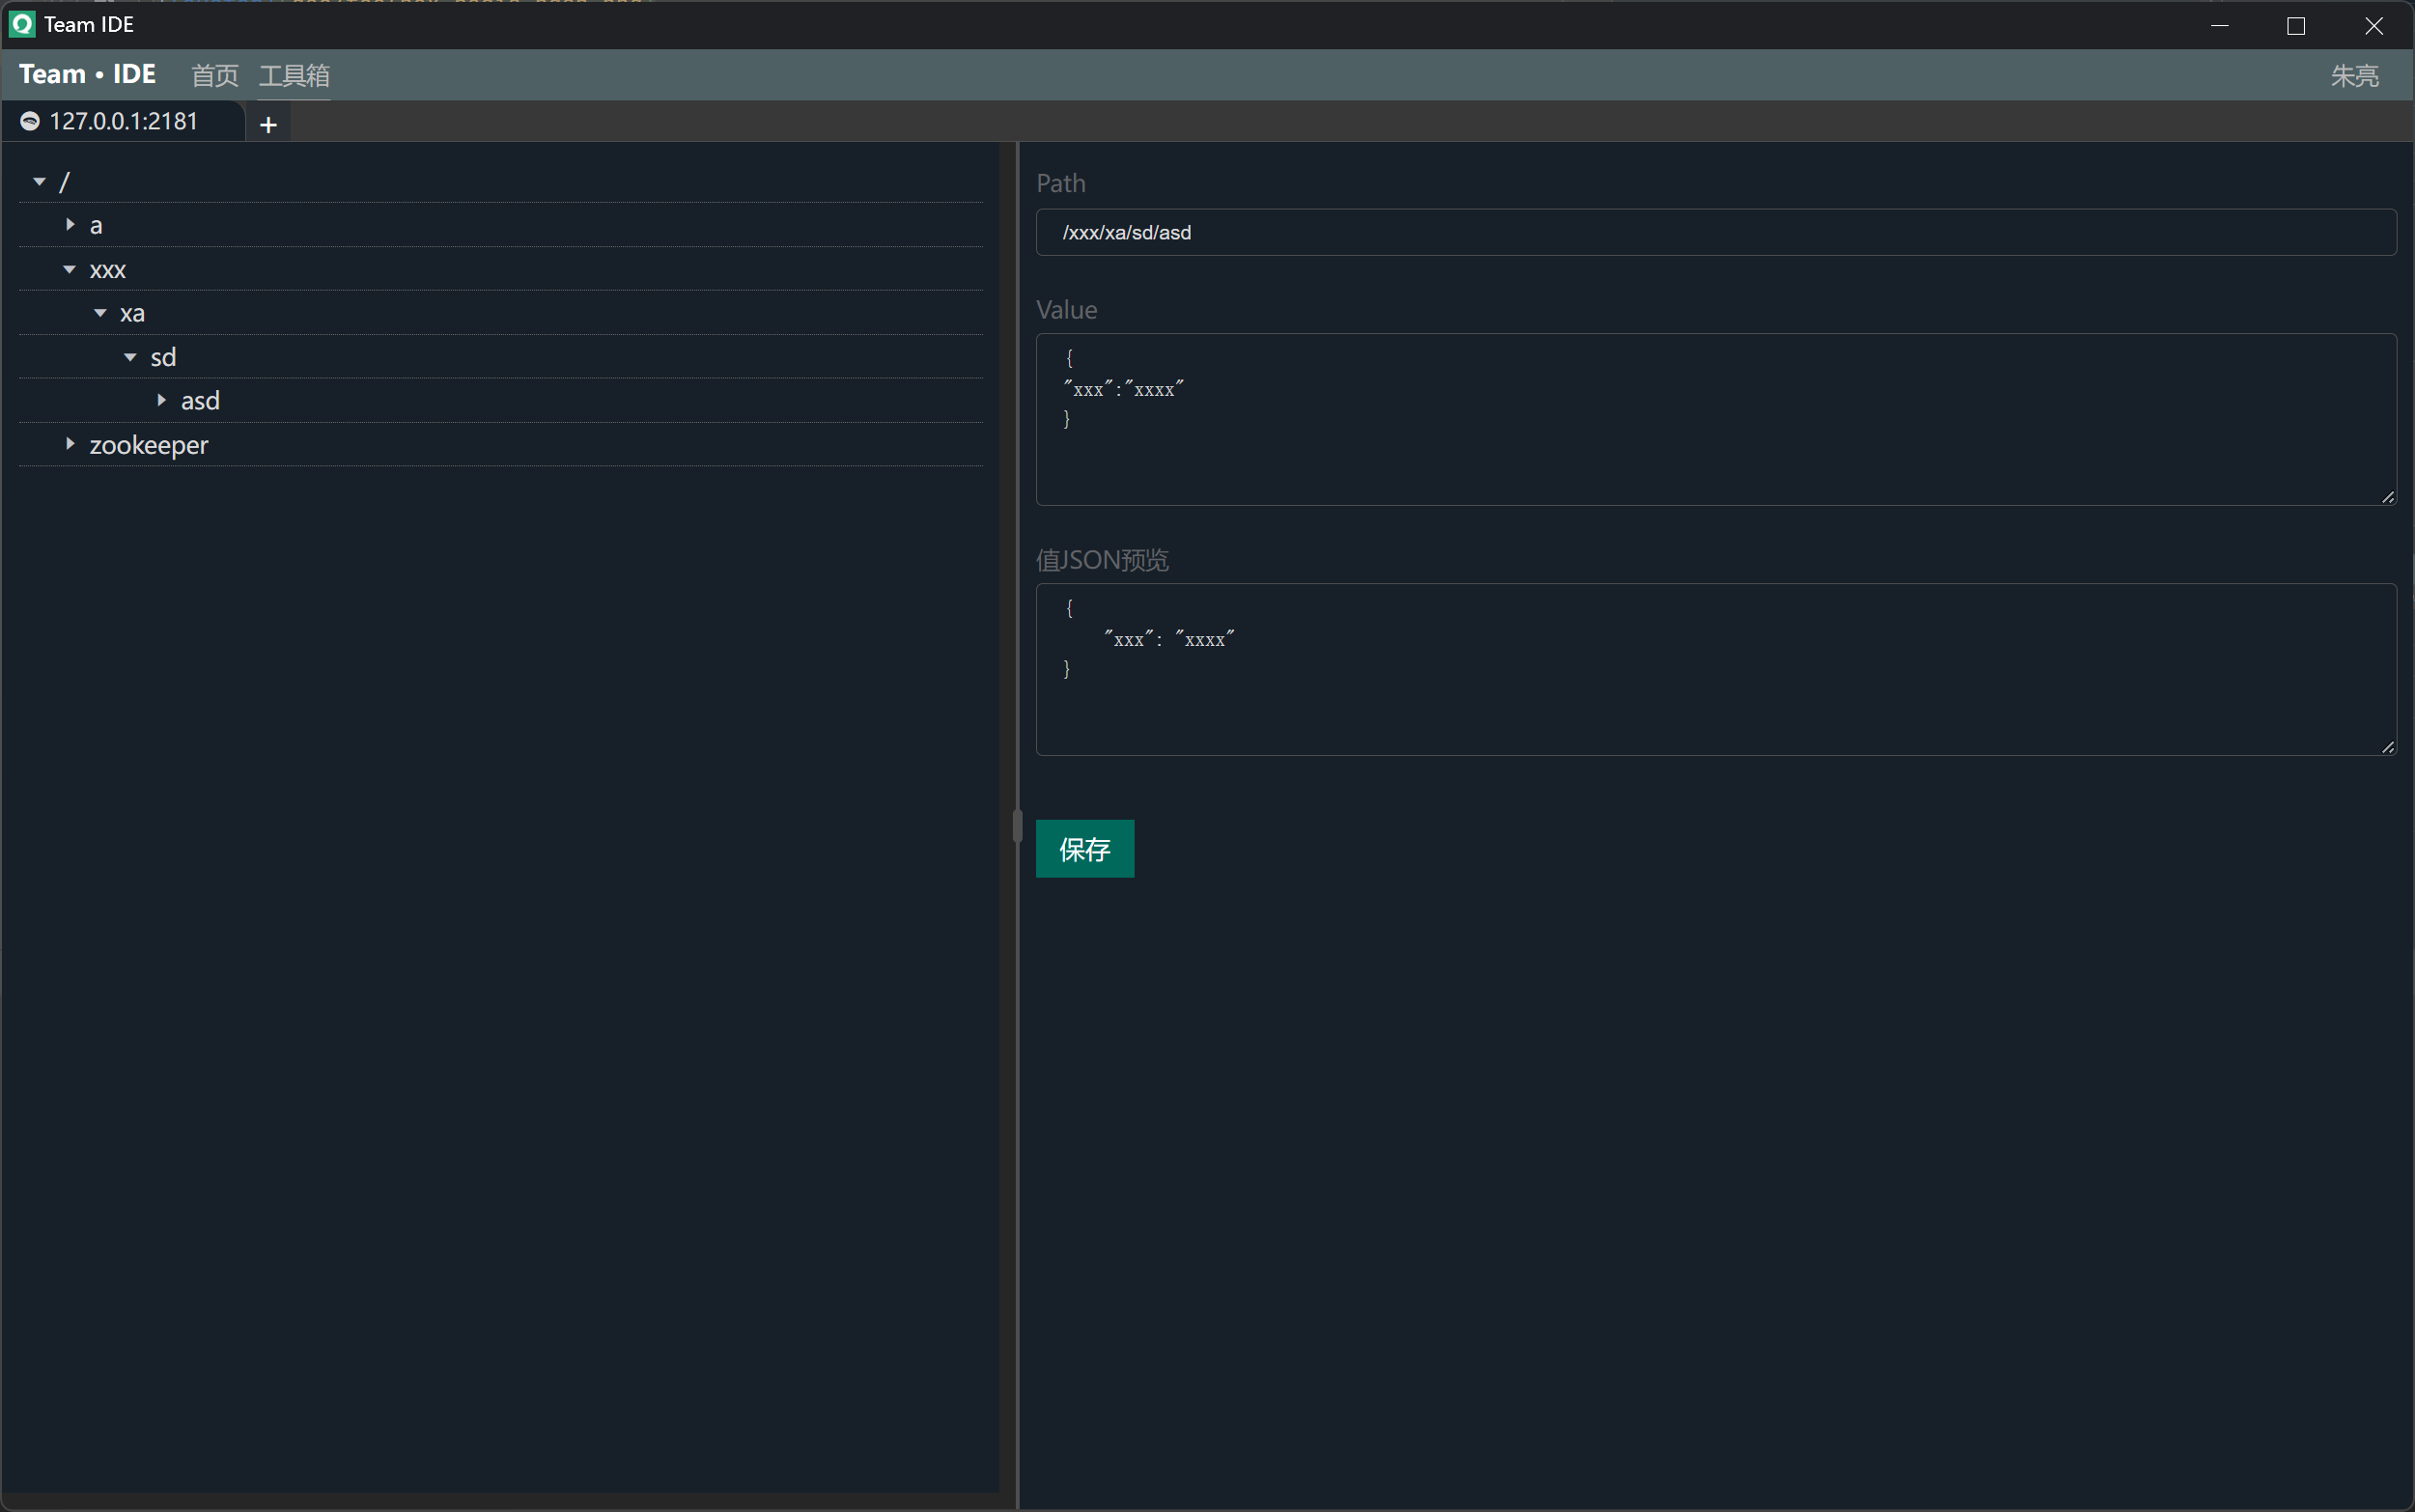 Team IDE
Team • IDE 首页 工具箱 朱亮
127.0.0.1:2181 +
/
a
xxx
xa
sd
asd
zookeeper
Path
/xxx/xa/sd/asd
Value
{
"xxx":"xxxx"
}
值JSON预览
{
"xxx": "xxxx"
}
保存